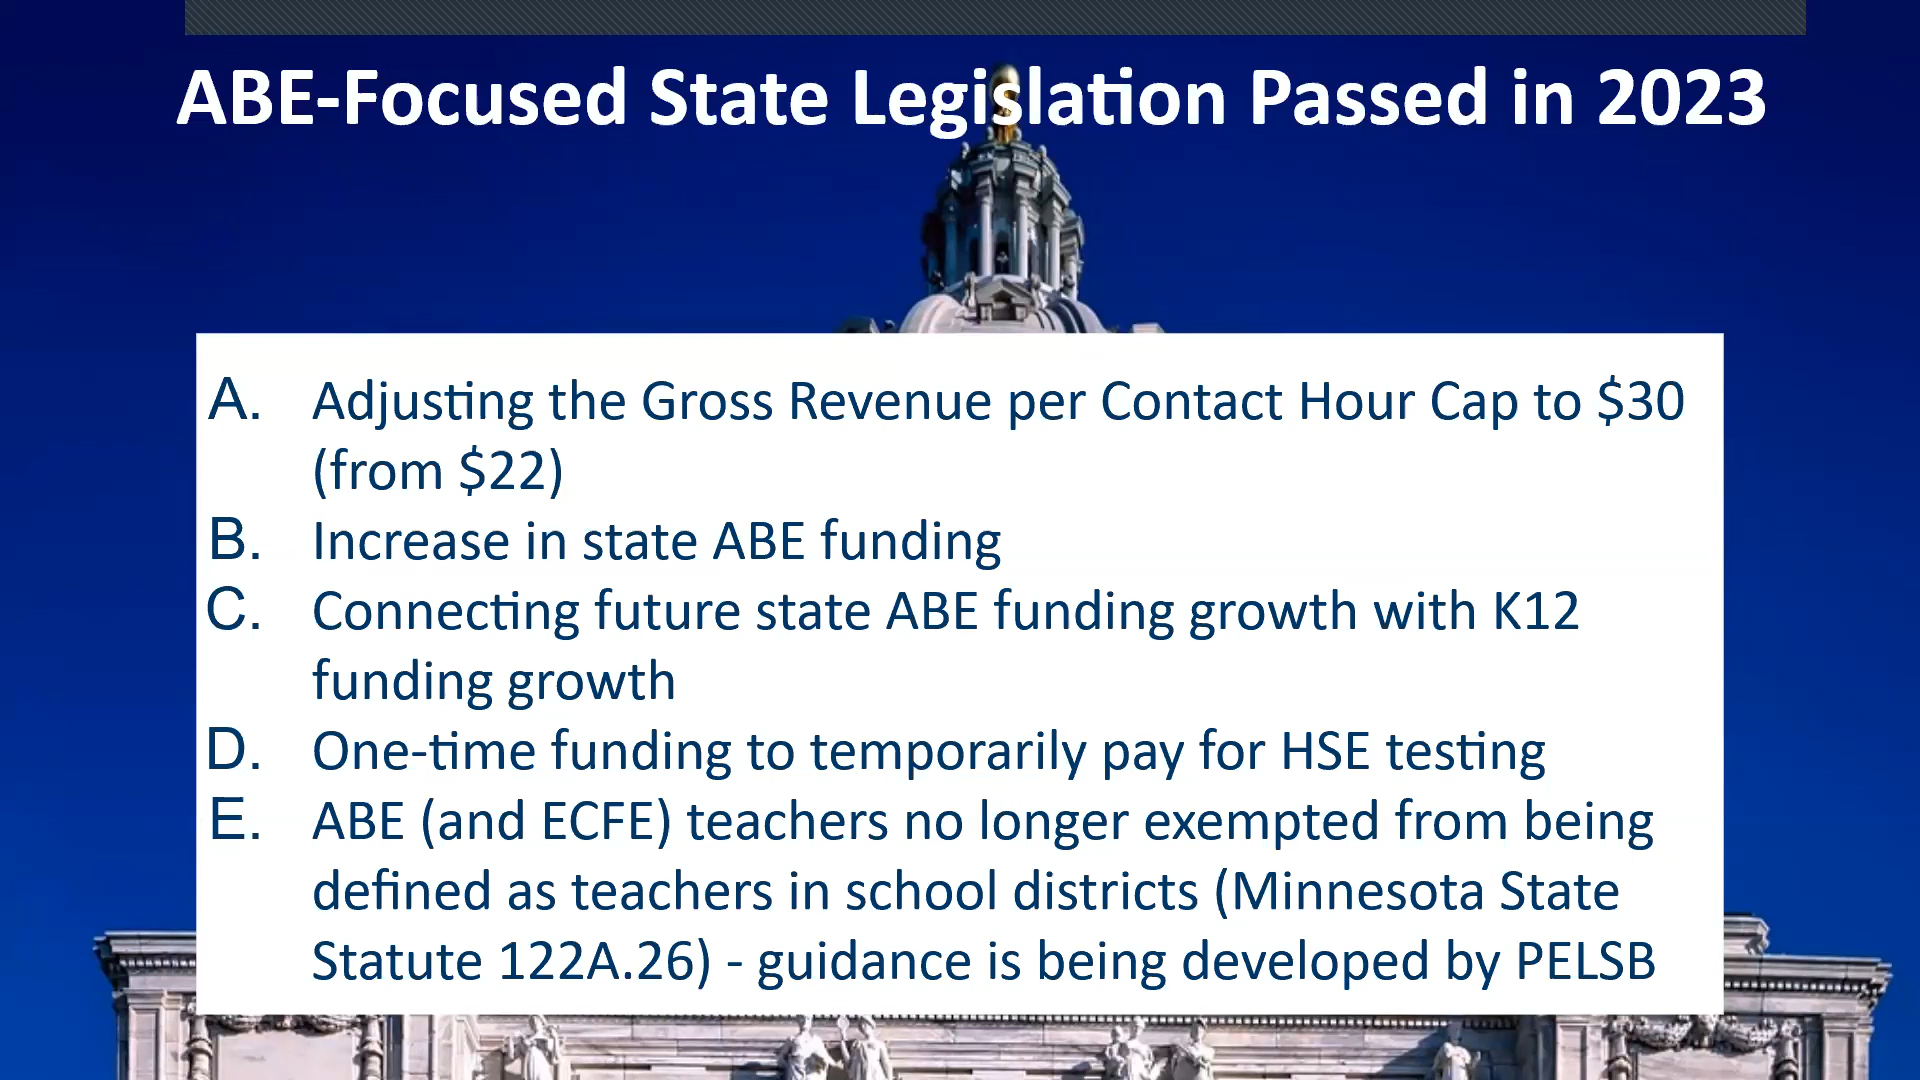 ABE-Focused State Legislation Passed in 2023
A. Adjusting the Gross Revenue per Contact Hour Cap to $30
(from $22)
B. Increase in state ABE funding
C. Connecting future state ABE funding growth with K12
funding growth
D. One-time funding to temporarily pay for HSE testing
E. ABE (and ECFE) teachers no longer exempted from being
defined as teachers in school districts (Minnesota State
Statute 122A.26) - guidance is being developed by PELSB